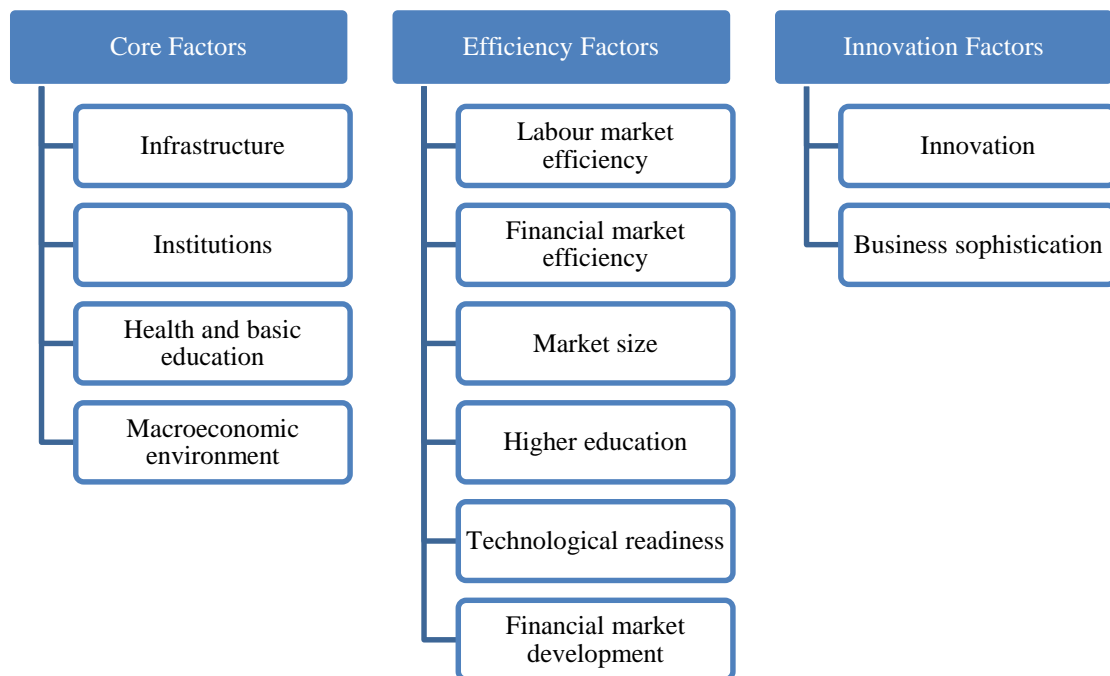 Core Factors
Infrastructure
Institutions
Health and basic
education
Macroeconomic
environment
Efficiency Factors
Labour market
efficiency
Financial market
efficiency
Market size
Higher education
Technological readiness
Financial market
development
Innovation Factors
Innovation
Business sophistication